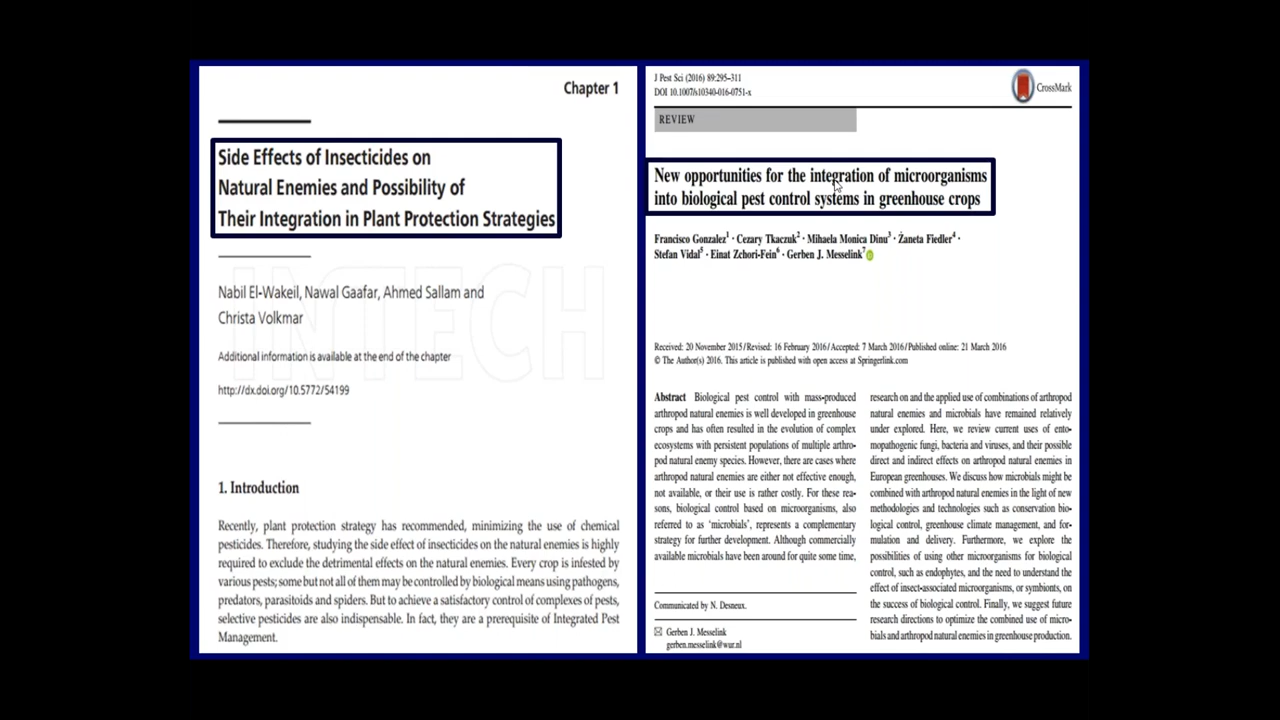 Chapter 1
Side Effects of Insecticides on
Natural Enemies and Possibility of
Their Integration in Plant Protection Strategies
Nabil El-Wakeil, Nawal Gaafar, Ahmed Sallam and
Christa Volkmar
Additional information is available at the end of the chapter
http://dx.doi.org/10.5772/54199
INTECH
1. Introduction
Recently, plant protection strategy has recommended, minimizing the use of chemical
pesticides. Therefore, studying the side effect of insecticides on the natural enemies is highly
required to exclude the detrimental effects on the natural enemies. Every crop is infested by
various pests; some but not all of them may be controlled by biological means using pathogens,
predators, parasitoids and spiders. But to achieve a satisfactory control of complexes of pests,
selective pesticides are also indispensable. In fact, they are a prerequisite of Integrated Pest
Management.
J Pest Sci (2016) 89:295–311
DOI 10.1007/s10340-016-0751-x
CrossMark
REVIEW
New opportunities for the integration of microorganisms
into biological pest control systems in greenhouse crops
Francisco Gonzalez1 · Cezary Tkaczuk2 · Mihaela Monica Dinu3 · Żaneta Fiedler4 ·
Stefan Vidal5 · Einat Zchori-Fein6 · Gerben J. Messelink7
Received: 20 November 2015 / Revised: 16 February 2016 / Accepted: 7 March 2016 / Published online: 21 March 2016
© The Author(s) 2016. This article is published with open access at Springerlink.com
Abstract Biological pest control with mass-produced
arthropod natural enemies is well developed in greenhouse
crops and has often resulted in the evolution of complex
ecosystems with persistent populations of multiple arthro-
pod natural enemy species. However, there are cases where
arthropod natural enemies are either not effective enough,
not available, or their use is rather costly. For these rea-
sons, biological control based on microorganisms, also
referred to as ‘microbials’, represents a complementary
strategy for further development. Although commercially
available microbials have been around for quite some time,
research on and the applied use of combinations of arthropod
natural enemies and microbials have remained relatively
under explored. Here, we review current uses of ento-
mopathogenic fungi, bacteria and viruses, and their possible
direct and indirect effects on arthropod natural enemies in
European greenhouses. We discuss how microbials might be
combined with arthropod natural enemies in the light of new
methodologies and technologies such as conservation bio-
logical control, greenhouse climate management, and for-
mulation and delivery. Furthermore, we explore the
possibilities of using other microorganisms for biological
control, such as endophytes, and the need to understand the
effect of insect-associated microorganisms, or symbionts, on
the success of biological control. Finally, we suggest future
research directions to optimize the combined use of micro-
bials and arthropod natural enemies in greenhouse production.
Communicated by N. Desneux.
Gerben J. Messelink
gerben.messelink@wur.nl